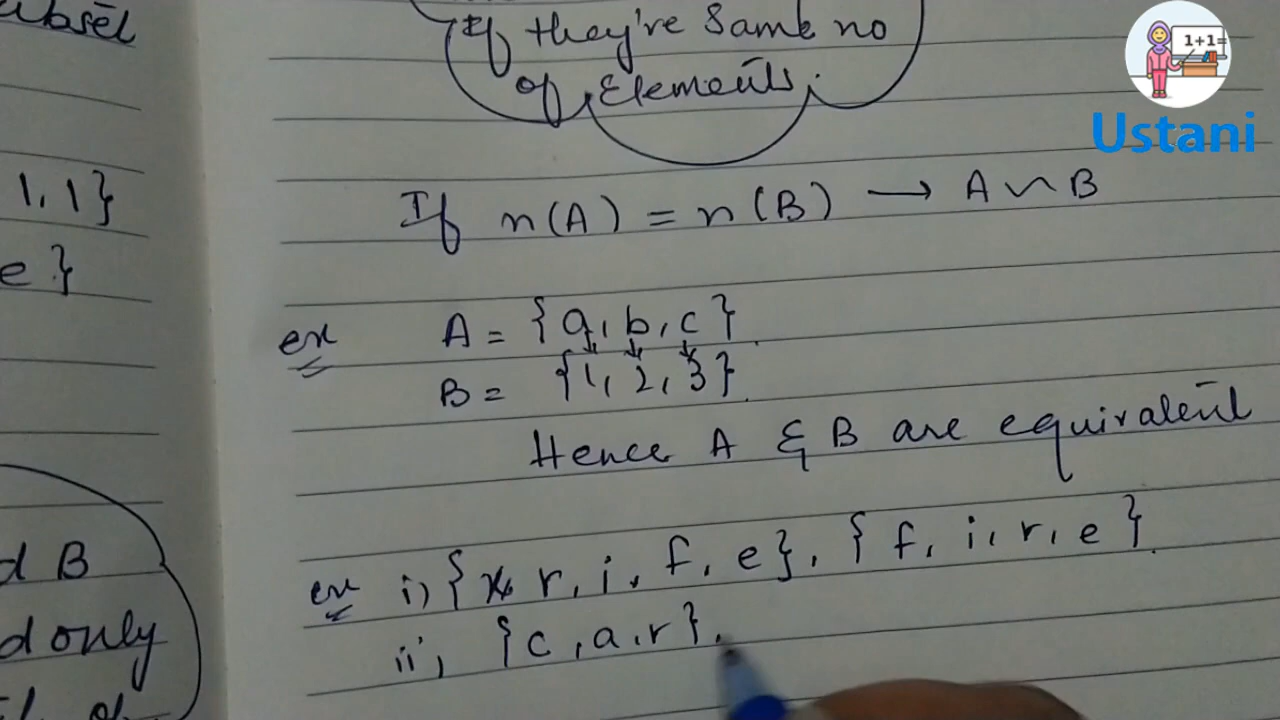 If they're Same no
of Elements.
1+1=
Ustani
1, 1}
If n(A) = n(B) → A ∽ B
e}
ex A = {a, b, c}.
B = {1, 2, 3}.
Hence A & B are equivalent
d B
ex i) { r, i, f, e}, {f, i, r, e}.
d only
ii, {c, a, r},